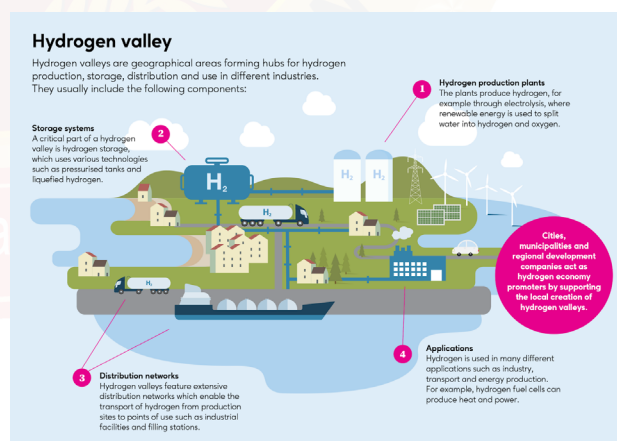 Hydrogen valley
Hydrogen valleys are geographical areas forming hubs for hydrogen
production, storage, distribution and use in different industries.
They usually include the following components:
1
Hydrogen production plants
The plants produce hydrogen, for
example through electrolysis, where
renewable energy is used to split
water into hydrogen and oxygen.
Storage systems
A critical part of a hydrogen
valley is hydrogen storage,
which uses various technologies
such as pressurised tanks and
liquefied hydrogen.
2
H2
H2
H2
H2
H2
Cities,
municipalities and
regional development
companies act as
hydrogen economy
promoters by supporting
the local creation of
hydrogen valleys.
3
Distribution networks
Hydrogen valleys feature extensive
distribution networks which enable the
transport of hydrogen from production
sites to points of use such as industrial
facilities and filling stations.
4
Applications
Hydrogen is used in many different
applications such as industry,
transport and energy production.
For example, hydrogen fuel cells can
produce heat and power.